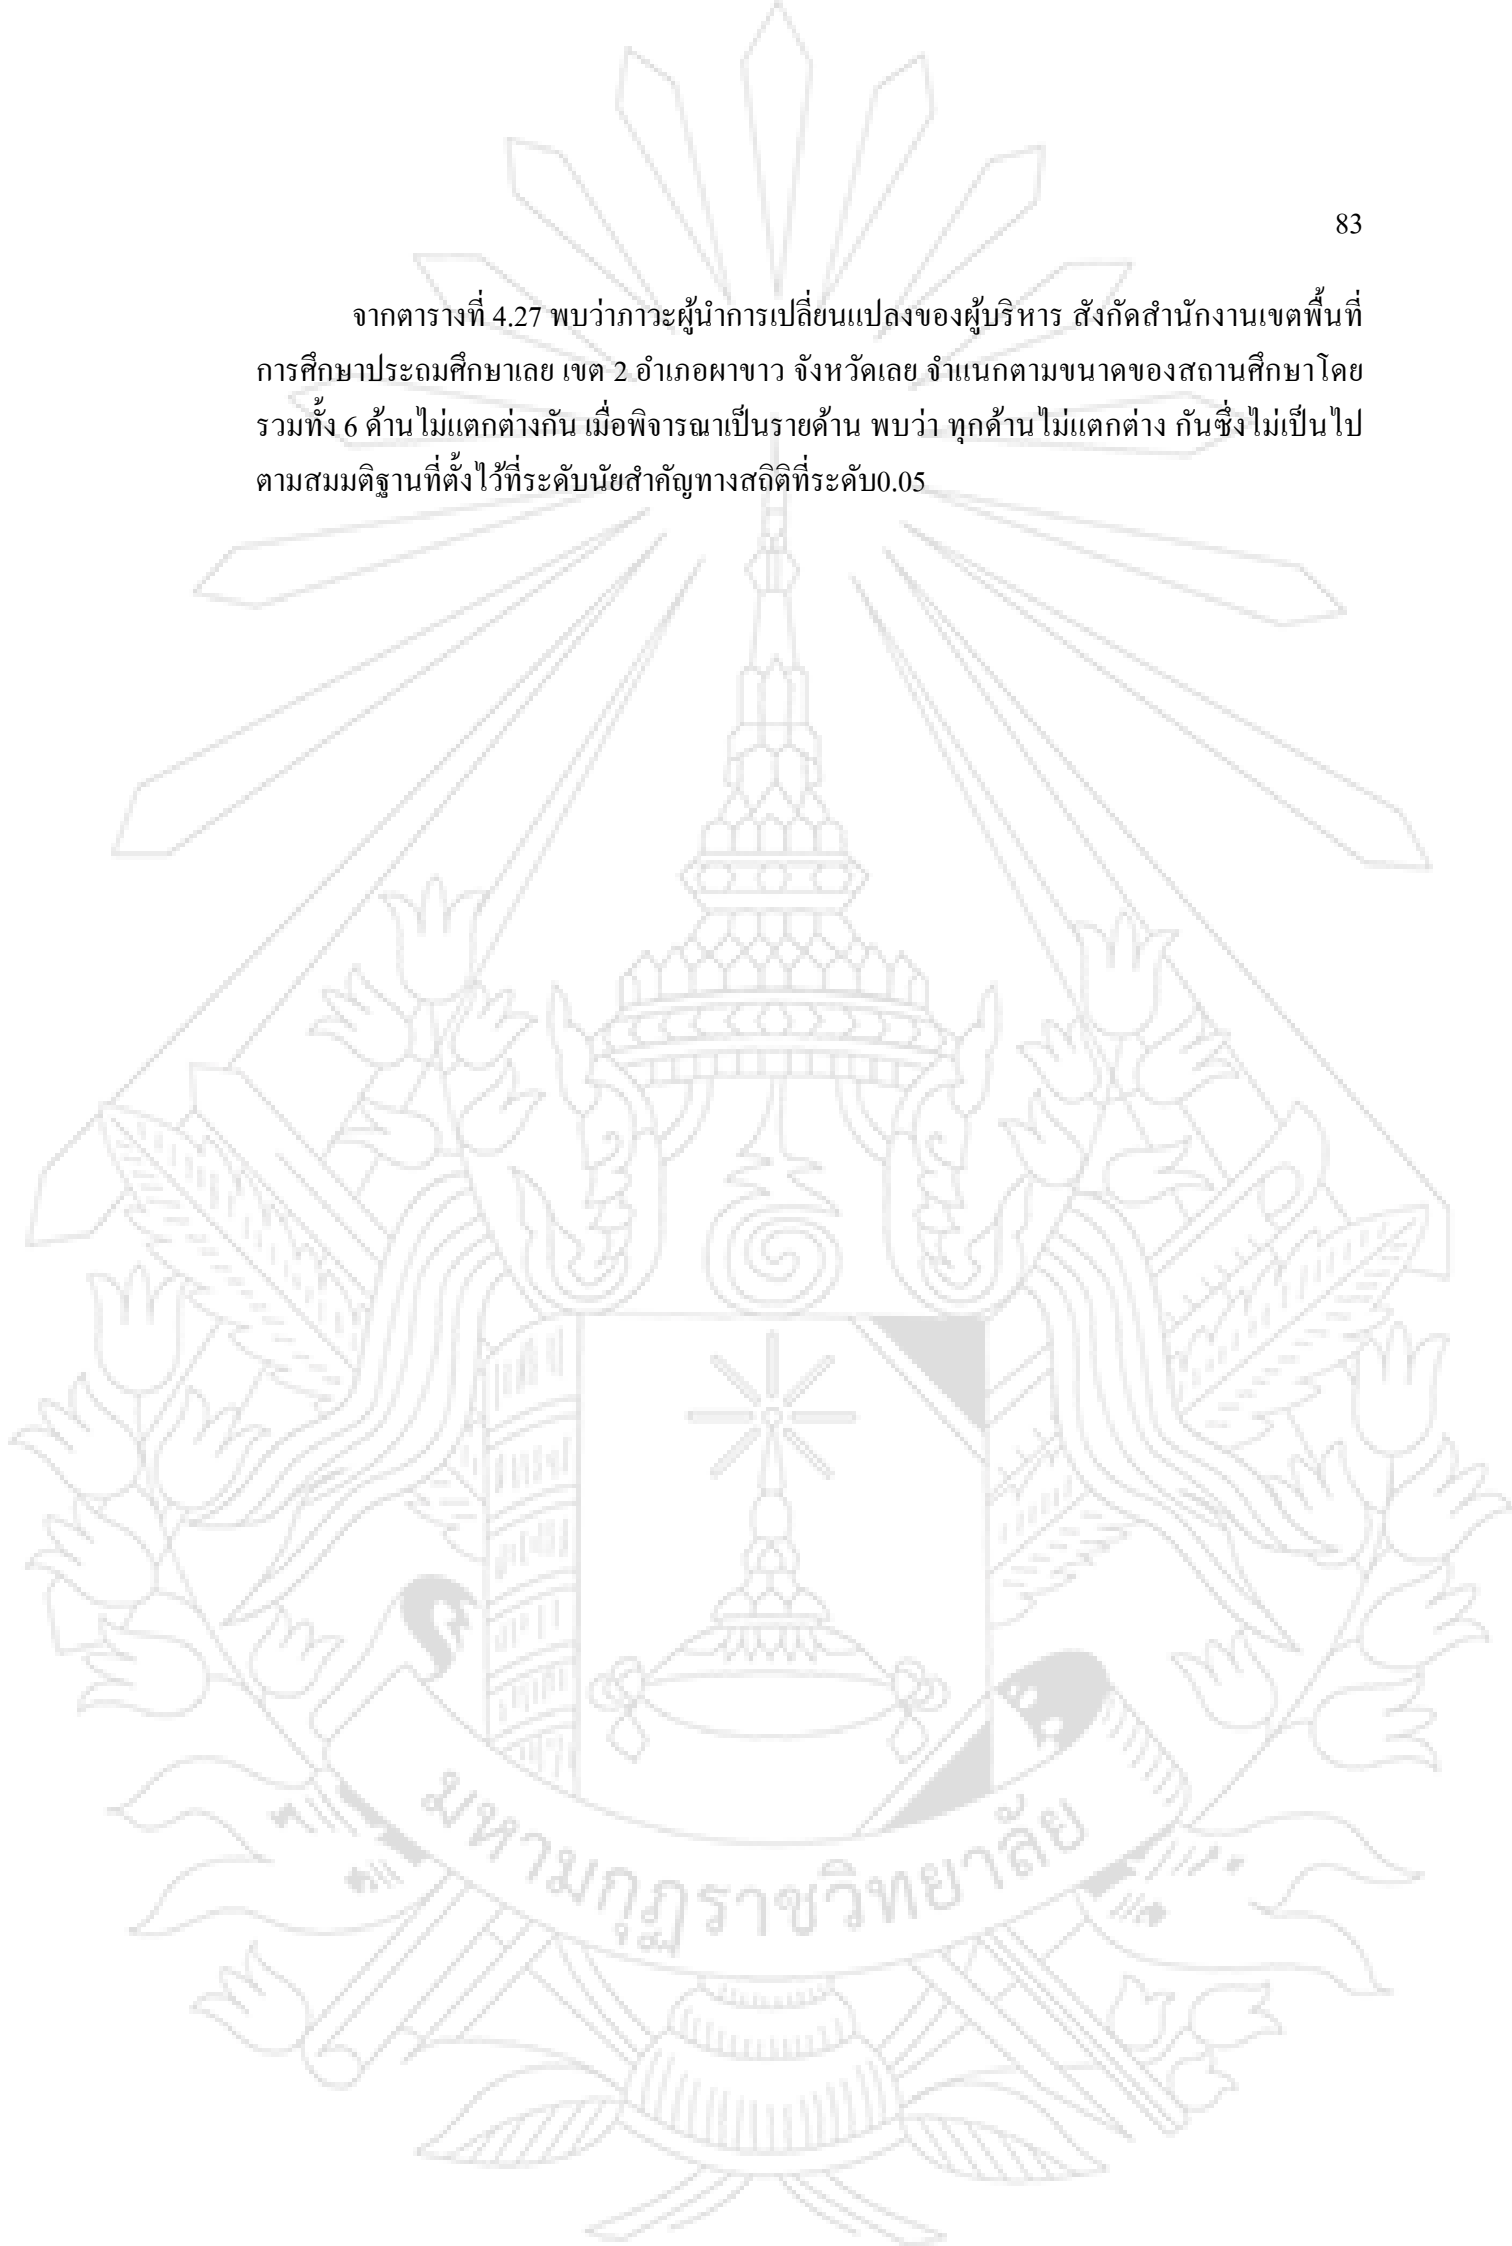 83
จากตารางที่ 4.27 พบว่าภาวะผู้นำการเปลี่ยนแปลงของผู้บริหาร สังกัดสำนักงานเขตพื้นที่
การศึกษาประถมศึกษาเลย เขต 2 อำเภอผาขาว จังหวัดเลย จำแนกตามขนาดของสถานศึกษาโดย
รวมทั้ง 6 ด้านไม่แตกต่างกัน เมื่อพิจารณาเป็นรายด้าน พบว่า ทุกด้านไม่แตกต่าง กันซึ่งไม่เป็นไป
ตามสมมติฐานที่ตั้งไว้ที่ระดับนัยสำคัญทางสถิติที่ระดับ0.05
มหามกุฏราชวิทยาลัย